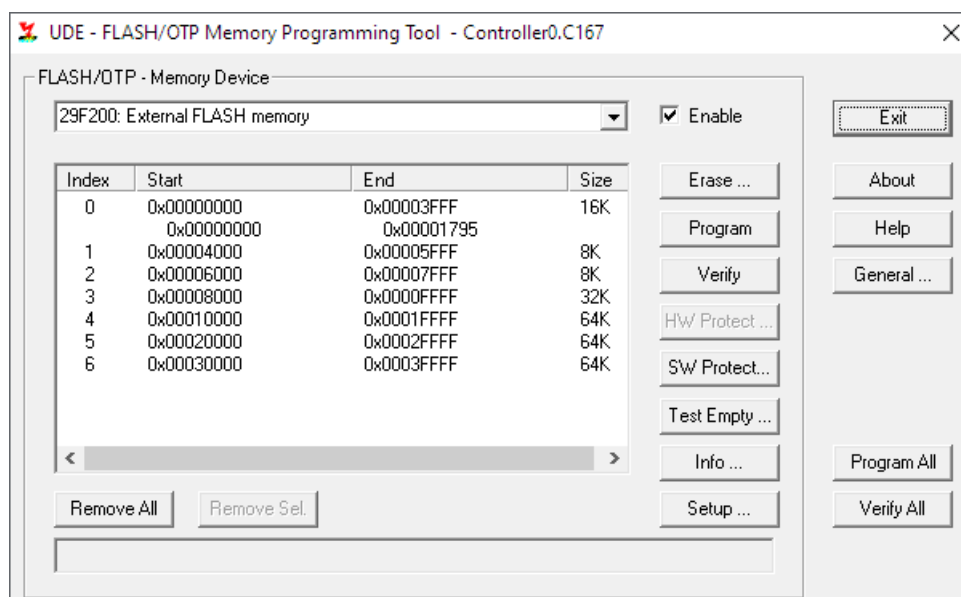 UDE - FLASH/OTP Memory Programming Tool - Controller0.C167
FLASH/OTP - Memory Device
29F200: External FLASH memory
Enable
Exit
Index Start End Size
0 0x00000000 0x00003FFF 16K
0x00000000 0x00001795
1 0x00004000 0x00005FFF 8K
2 0x00006000 0x00007FFF 8K
3 0x00008000 0x0000FFFF 32K
4 0x00010000 0x0001FFFF 64K
5 0x00020000 0x0002FFFF 64K
6 0x00030000 0x0003FFFF 64K
Erase ...
Program
Verify
HW Protect ...
SW Protect...
Test Empty ...
Info ...
Setup ...
About
Help
General ...
Program All
Verify All
Remove All
Remove Sel.